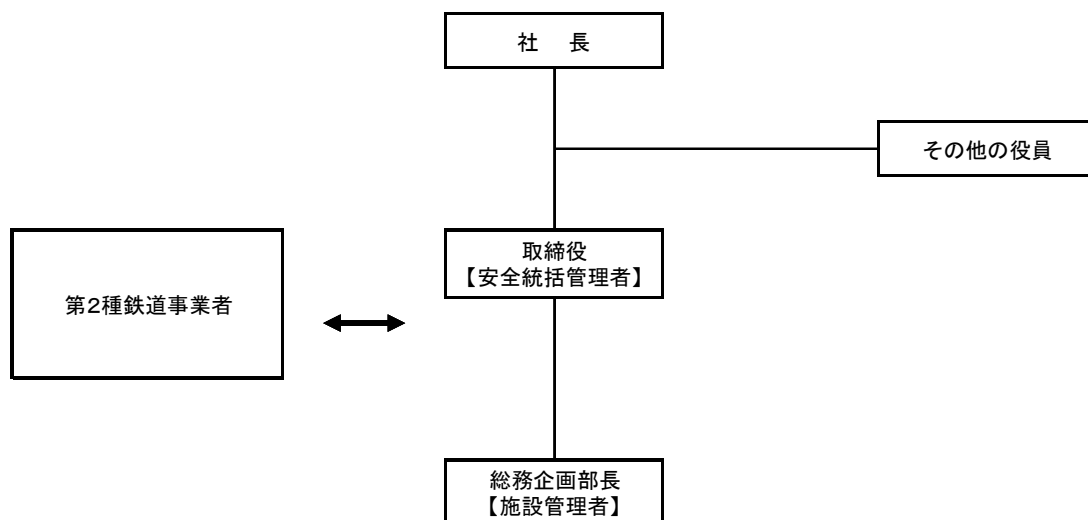 社　長
その他の役員
取締役
【安全統括管理者】
第2種鉄道事業者
総務企画部長
【施設管理者】